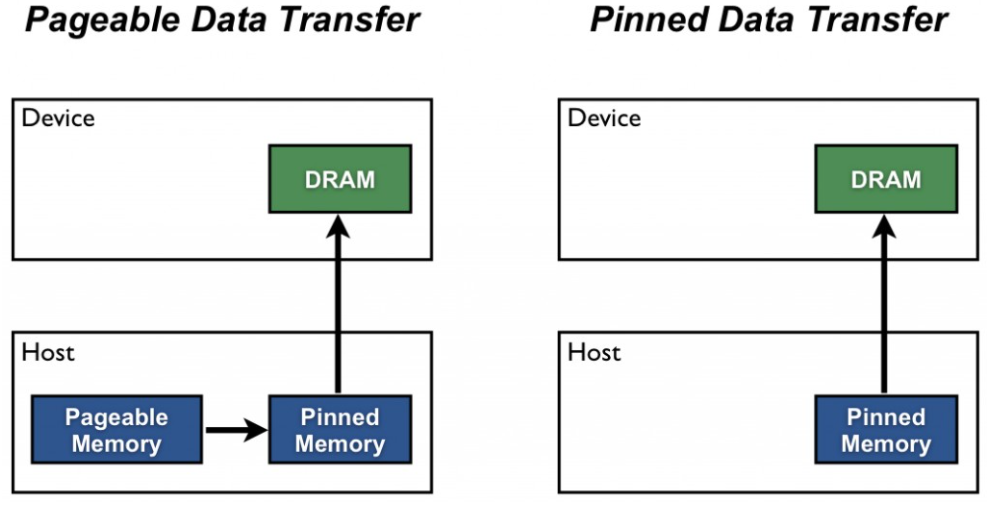 Pageable Data Transfer
Device
DRAM
Host
Pageable
Memory
Pinned
Memory
Pinned Data Transfer
Device
DRAM
Host
Pinned
Memory